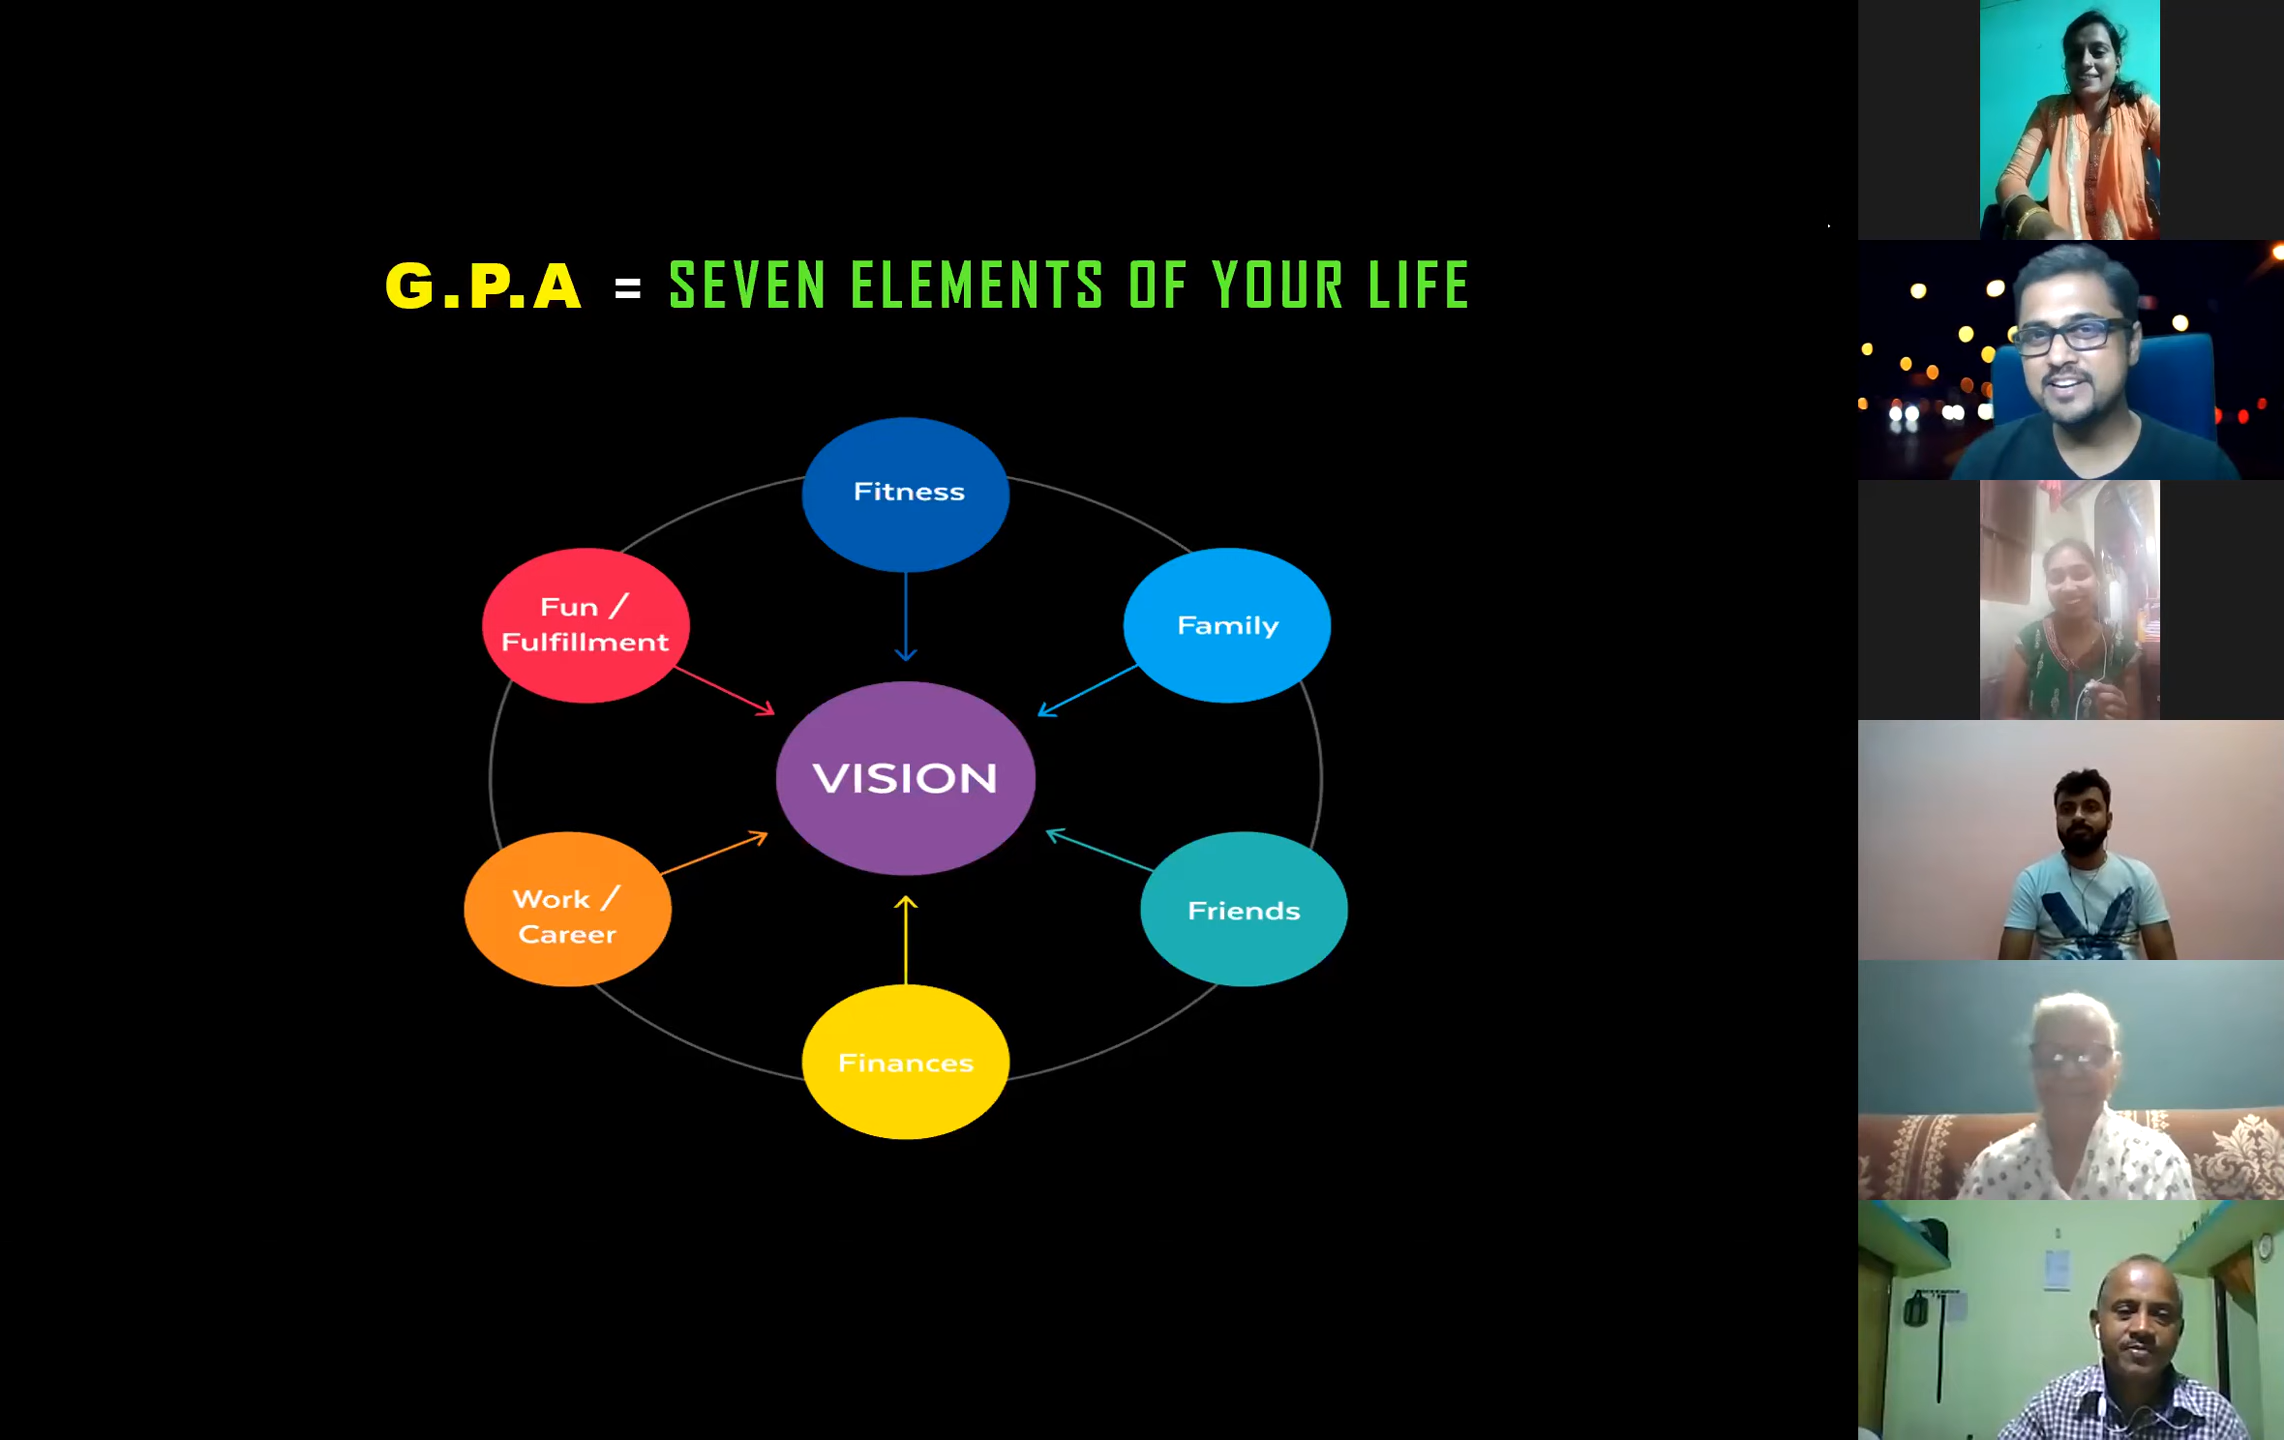 G.P.A = SEVEN ELEMENTS OF YOUR LIFE
Fitness
Fun /
Fulfillment
Family
VISION
Work /
Career
Friends
Finances